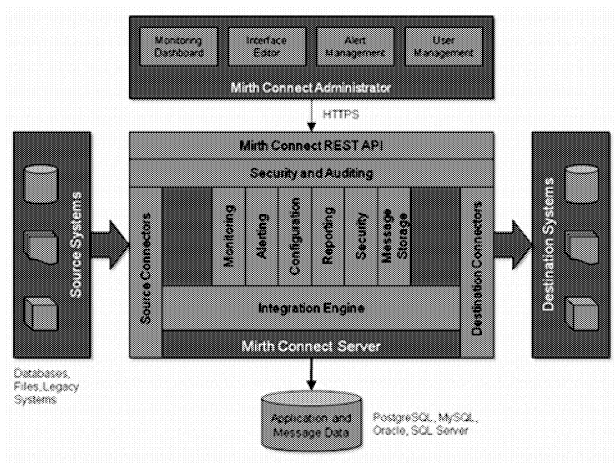 Monitoring
Dashboard
Interface
Editor
Alert
Management
User
Management
Mirth Connect Administrator
HTTPS
Mirth Connect REST API
Security and Auditing
Source Systems
Source Connectors
Monitoring
Alerting
Configuration
Reporting
Security
Message
Storage
Destination Connectors
Destination Systems
Integration Engine
Mirth Connect Server
Databases,
Files, Legacy
Systems
Application and
Message Data
PostgreSQL, MySQL,
Oracle, SQL Server